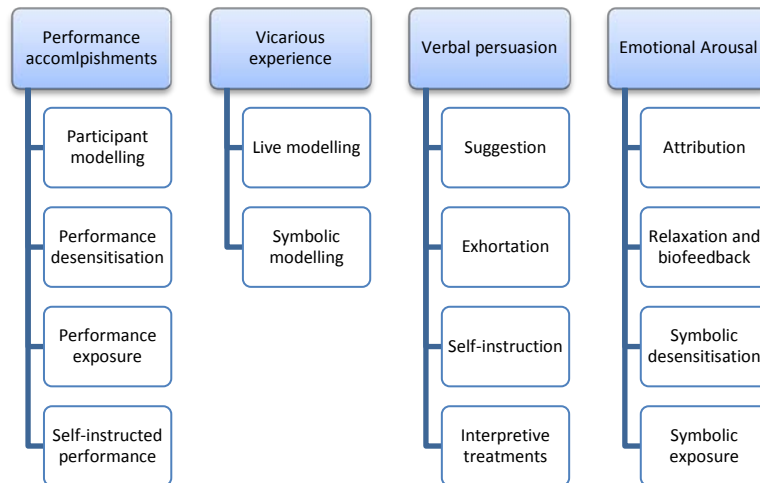 Performance
accomlpishments
Participant
modelling
Performance
desensitisation
Performance
exposure
Self-instructed
performance
Vicarious
experience
Live modelling
Symbolic
modelling
Verbal persuasion
Suggestion
Exhortation
Self-instruction
Interpretive
treatments
Emotional Arousal
Attribution
Relaxation and
biofeedback
Symbolic
desensitisation
Symbolic
exposure